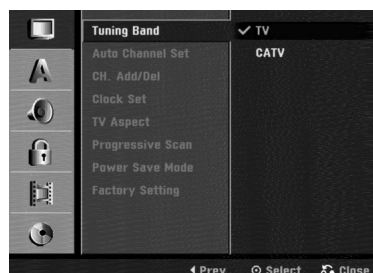 Tuning Band ✓ TV
Auto Channel Set CATV
CH. Add/Del
Clock Set
TV Aspect
Progressive Scan
Power Save Mode
Factory Setting
A
Prev Select Close